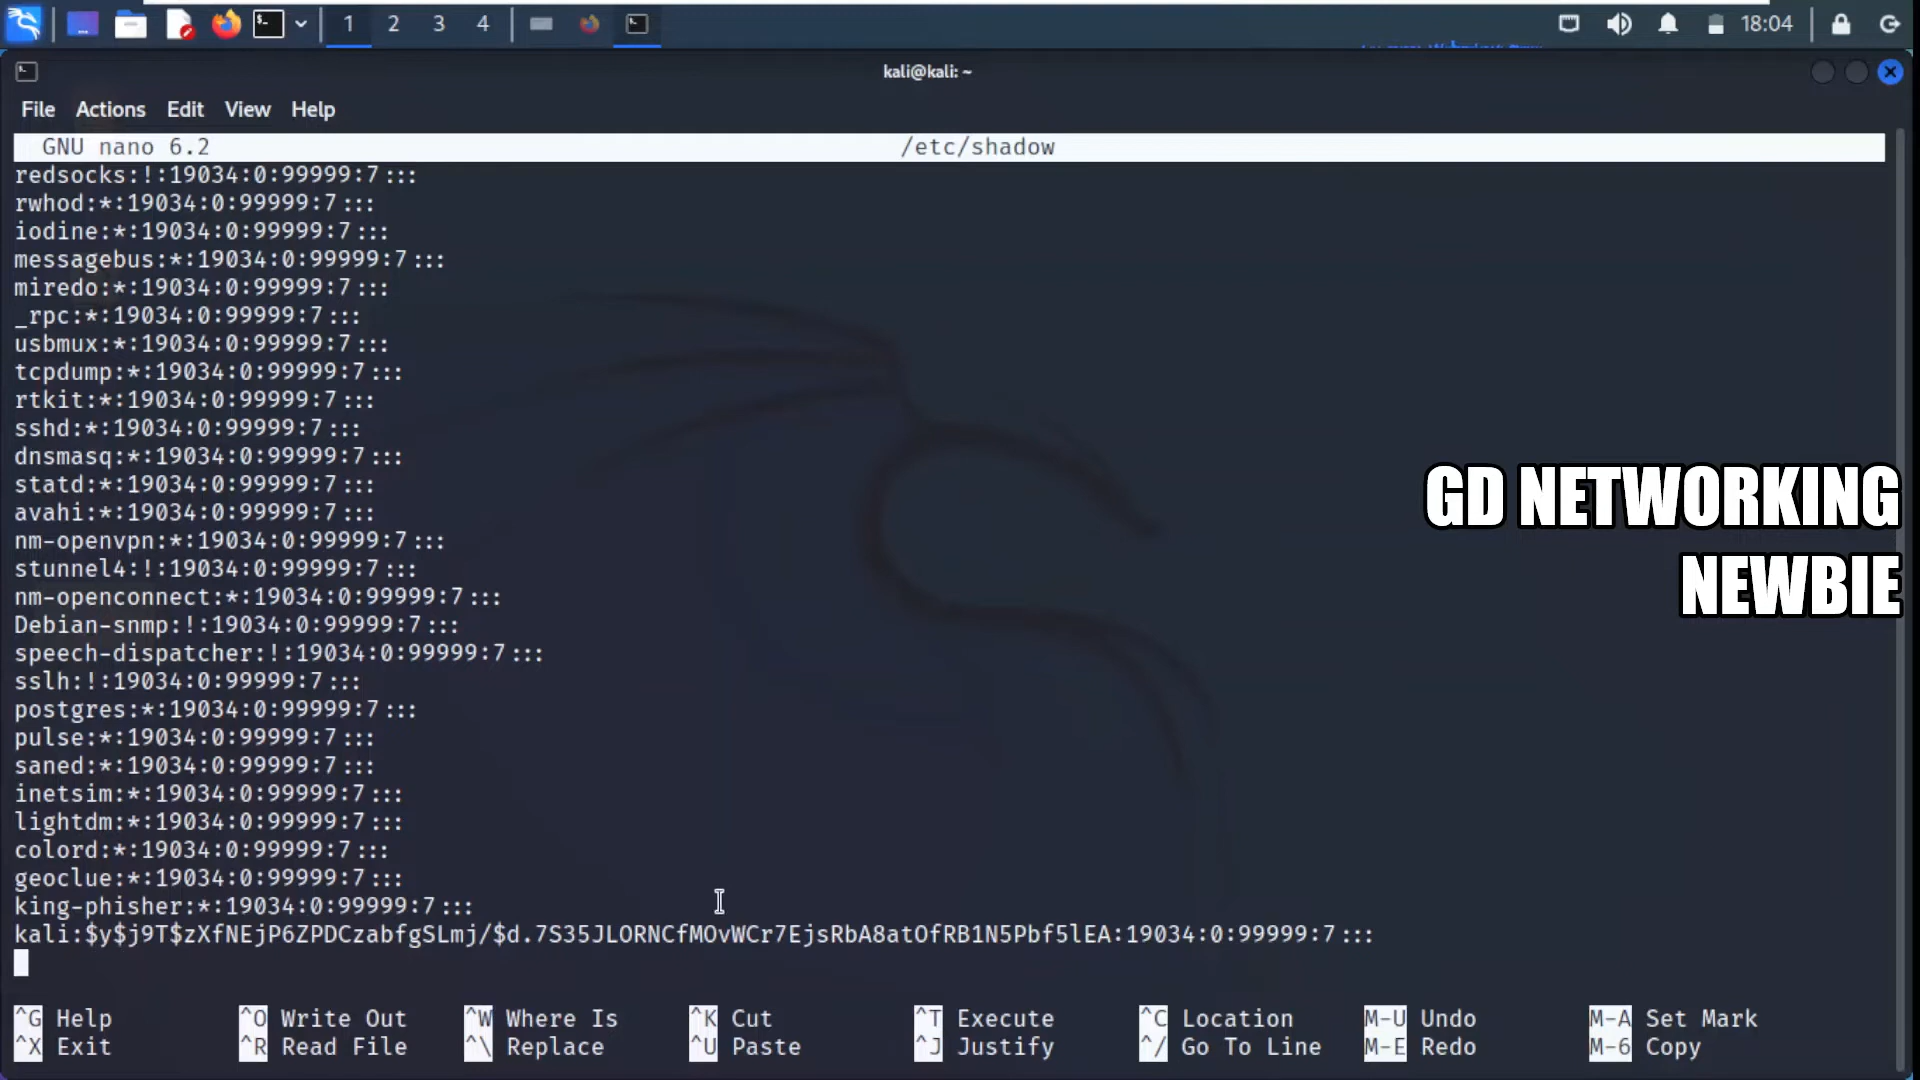 1 2 3 4 18:04
kali@kali: ~
File Actions Edit View Help
GNU nano 6.2 /etc/shadow
redsocks:!:19034:0:99999:7:::
rwhod:*:19034:0:99999:7:::
iodine:*:19034:0:99999:7:::
messagebus:*:19034:0:99999:7:::
miredo:*:19034:0:99999:7:::
_rpc:*:19034:0:99999:7:::
usbmux:*:19034:0:99999:7:::
tcpdump:*:19034:0:99999:7:::
rtkit:*:19034:0:99999:7:::
sshd:*:19034:0:99999:7:::
dnsmasq:*:19034:0:99999:7:::
statd:*:19034:0:99999:7:::
avahi:*:19034:0:99999:7:::
nm-openvpn:*:19034:0:99999:7:::
stunnel4:!:19034:0:99999:7:::
nm-openconnect:*:19034:0:99999:7:::
Debian-snmp:!:19034:0:99999:7:::
speech-dispatcher:!:19034:0:99999:7:::
sslh:!:19034:0:99999:7:::
postgres:*:19034:0:99999:7:::
pulse:*:19034:0:99999:7:::
saned:*:19034:0:99999:7:::
inetsim:*:19034:0:99999:7:::
lightdm:*:19034:0:99999:7:::
colord:*:19034:0:99999:7:::
geoclue:*:19034:0:99999:7:::
king-phisher:*:19034:0:99999:7:::
kali:$y$j9T$zXfNEjP6ZPDCzabfgSLmj/$d.7S35JLORNCfMOvWCr7EjsRbA8atOfRB1N5Pbf5lEA:19034:0:99999:7:::
GD NETWORKING
NEWBIE
^G Help ^O Write Out ^W Where Is ^K Cut ^T Execute ^C Location M-U Undo M-A Set Mark
^X Exit ^R Read File ^\ Replace ^U Paste ^J Justify ^/ Go To Line M-E Redo M-6 Copy